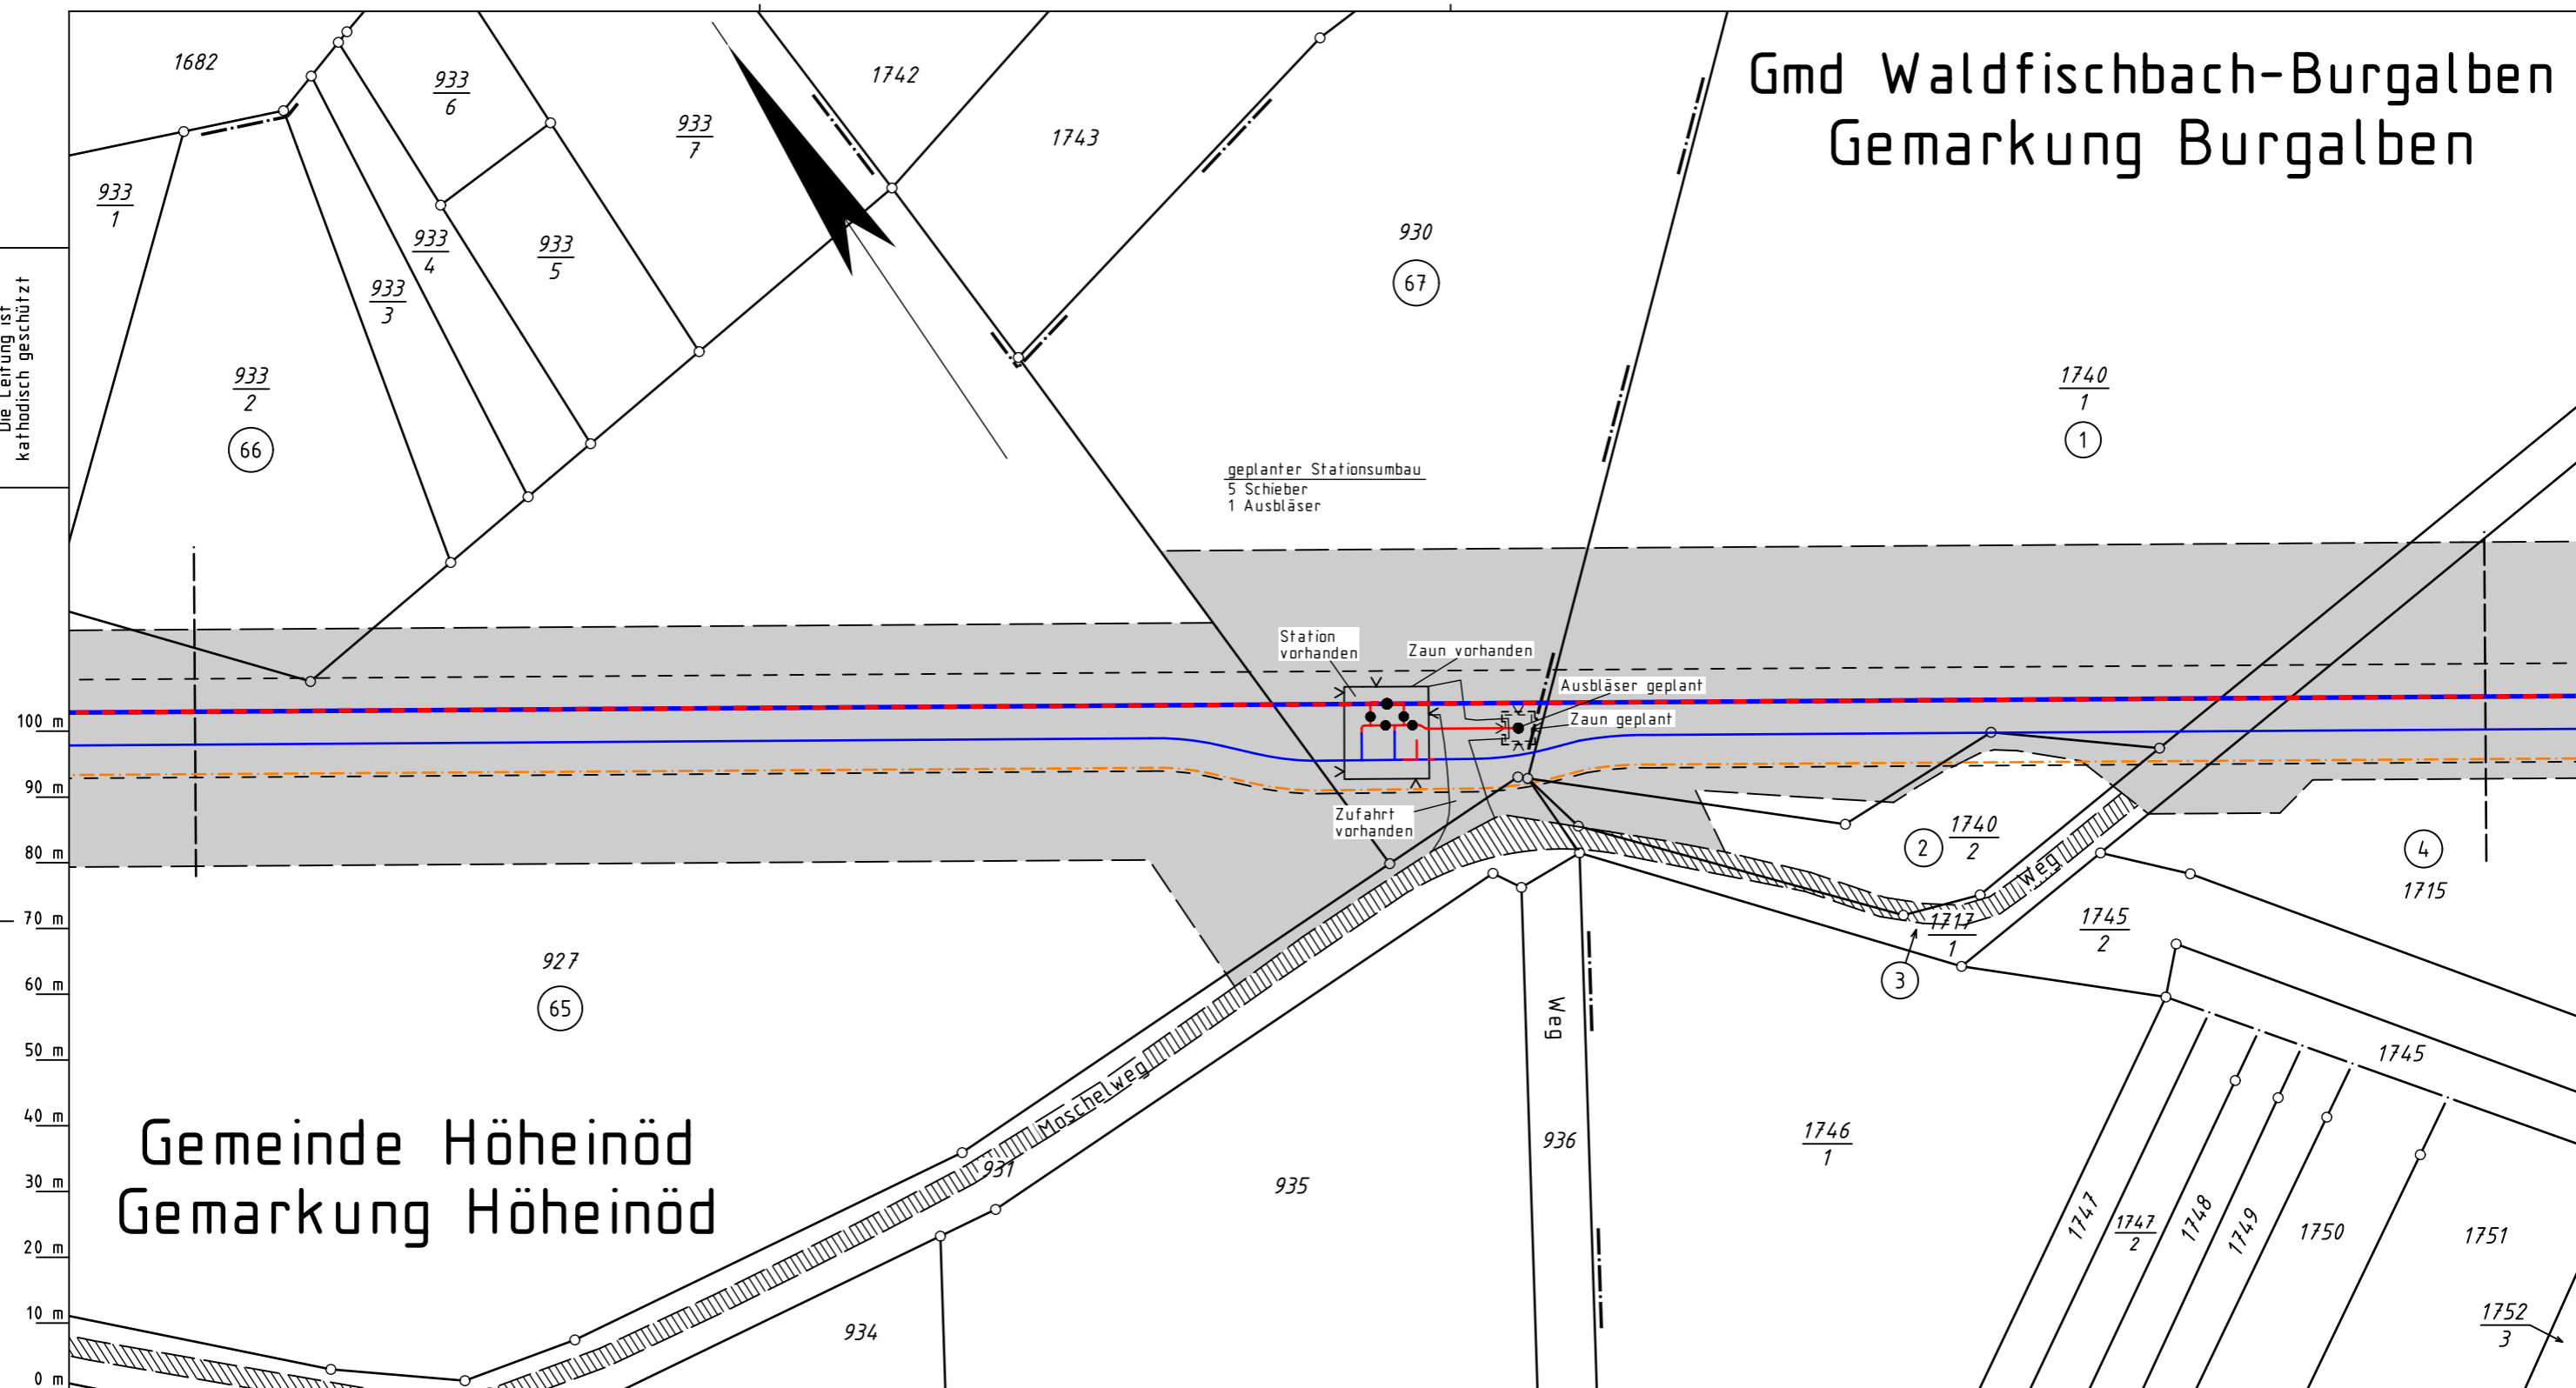 Gmd Waldfischbach-Burgalben
Gemarkung Burgalben
1682
933
6
933
7
1742
1743
933
1
933
4
933
5
933
3
930
67
Die Leitung ist
kathodisch geschützt
933
2
66
1740
1
1
geplanter Stationsumbau
5 Schieber
1 Ausbläser
Station
vorhanden
Zaun vorhanden
Ausbläser geplant
Zaun geplant
Zufahrt
vorhanden
100 m
90 m
80 m
70 m
60 m
50 m
40 m
30 m
20 m
10 m
0 m
2
1740
2
Weg
4
1715
1717
1
1745
2
3
927
65
Weg
1745
Moschelweg
931
Gemeinde Höheinöd
Gemarkung Höheinöd
935
936
1746
1
1747
1747
2
1748
1749
1750
1751
934
1752
3